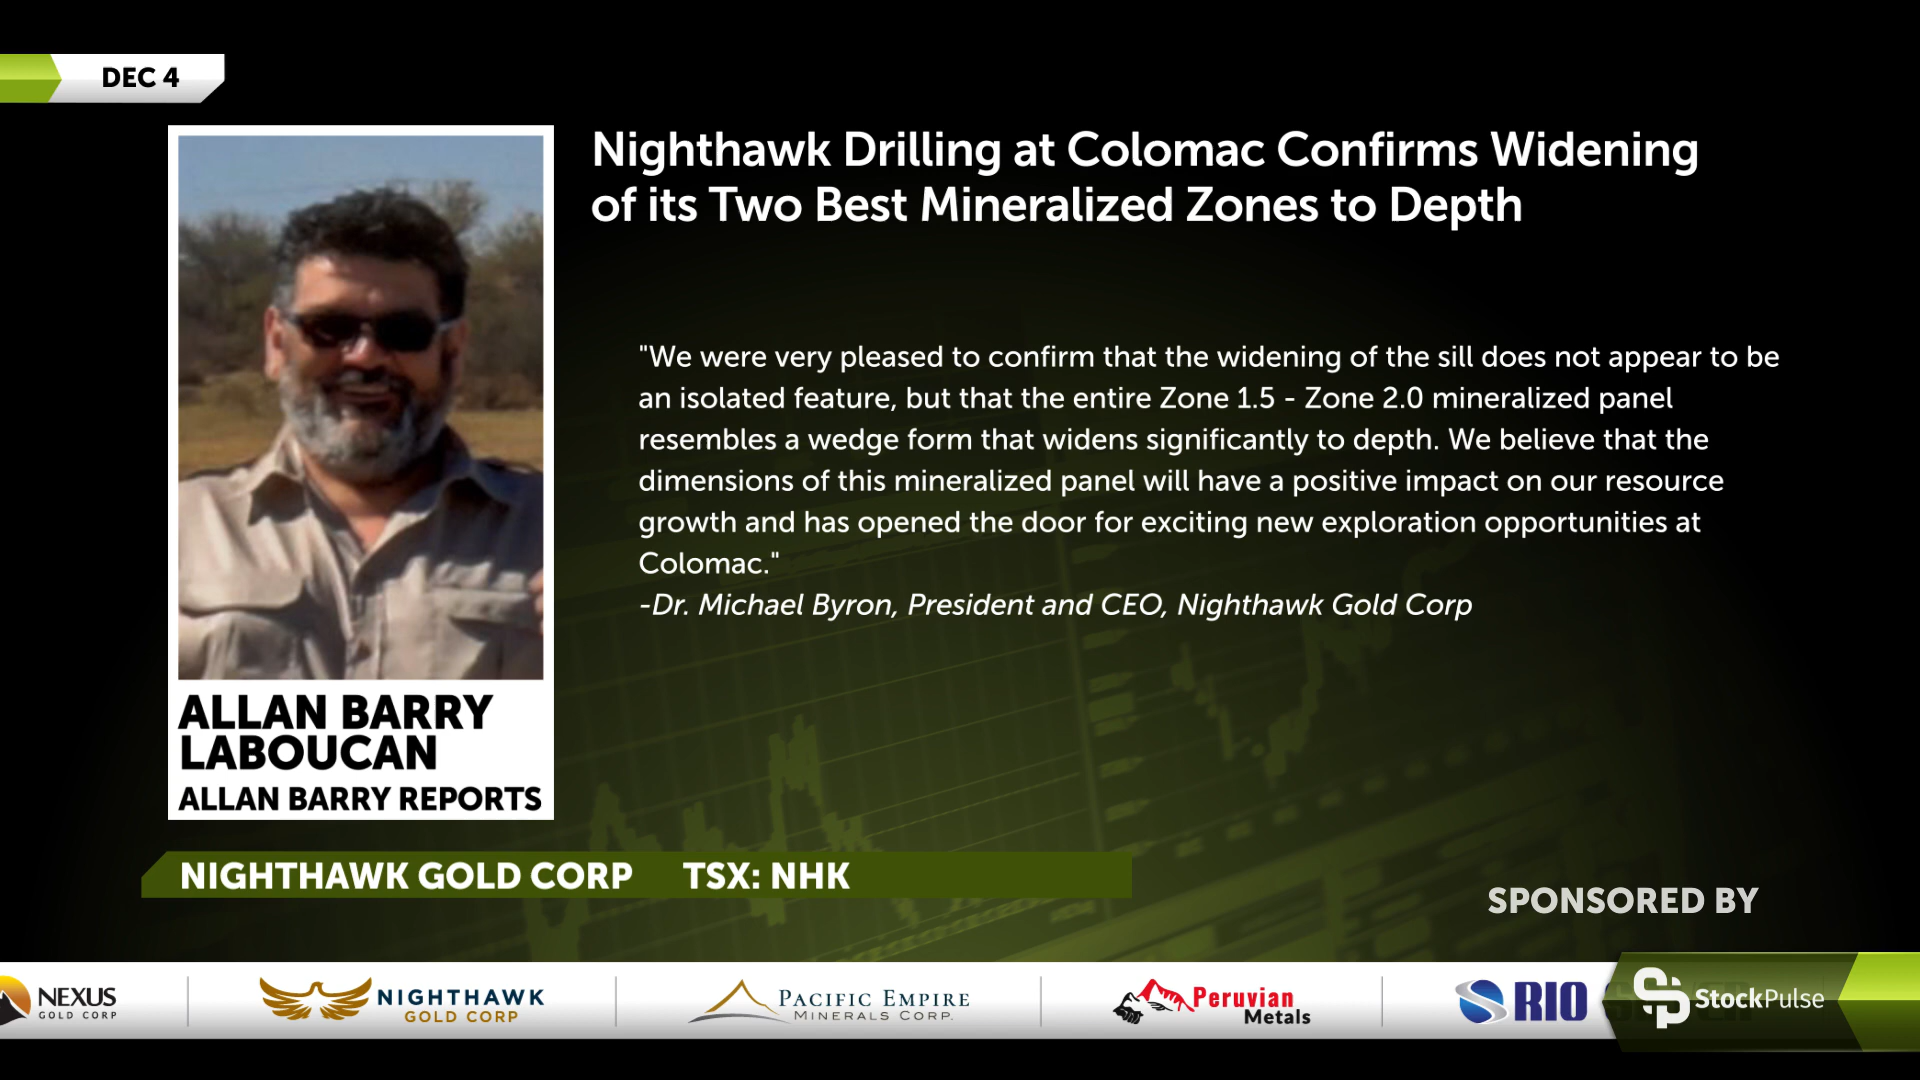 DEC 4
Nighthawk Drilling at Colomac Confirms Widening
of its Two Best Mineralized Zones to Depth
"We were very pleased to confirm that the widening of the sill does not appear to be
an isolated feature, but that the entire Zone 1.5 - Zone 2.0 mineralized panel
resembles a wedge form that widens significantly to depth. We believe that the
dimensions of this mineralized panel will have a positive impact on our resource
growth and has opened the door for exciting new exploration opportunities at
Colomac."
-Dr. Michael Byron, President and CEO, Nighthawk Gold Corp
ALLAN BARRY
LABOUCAN
ALLAN BARRY REPORTS
NIGHTHAWK GOLD CORP TSX: NHK
SPONSORED BY
NEXUS
GOLD CORP
NIGHTHAWK
GOLD CORP
PACIFIC EMPIRE
MINERALS CORP.
Peruvian
Metals
RIO
SP StockPulse